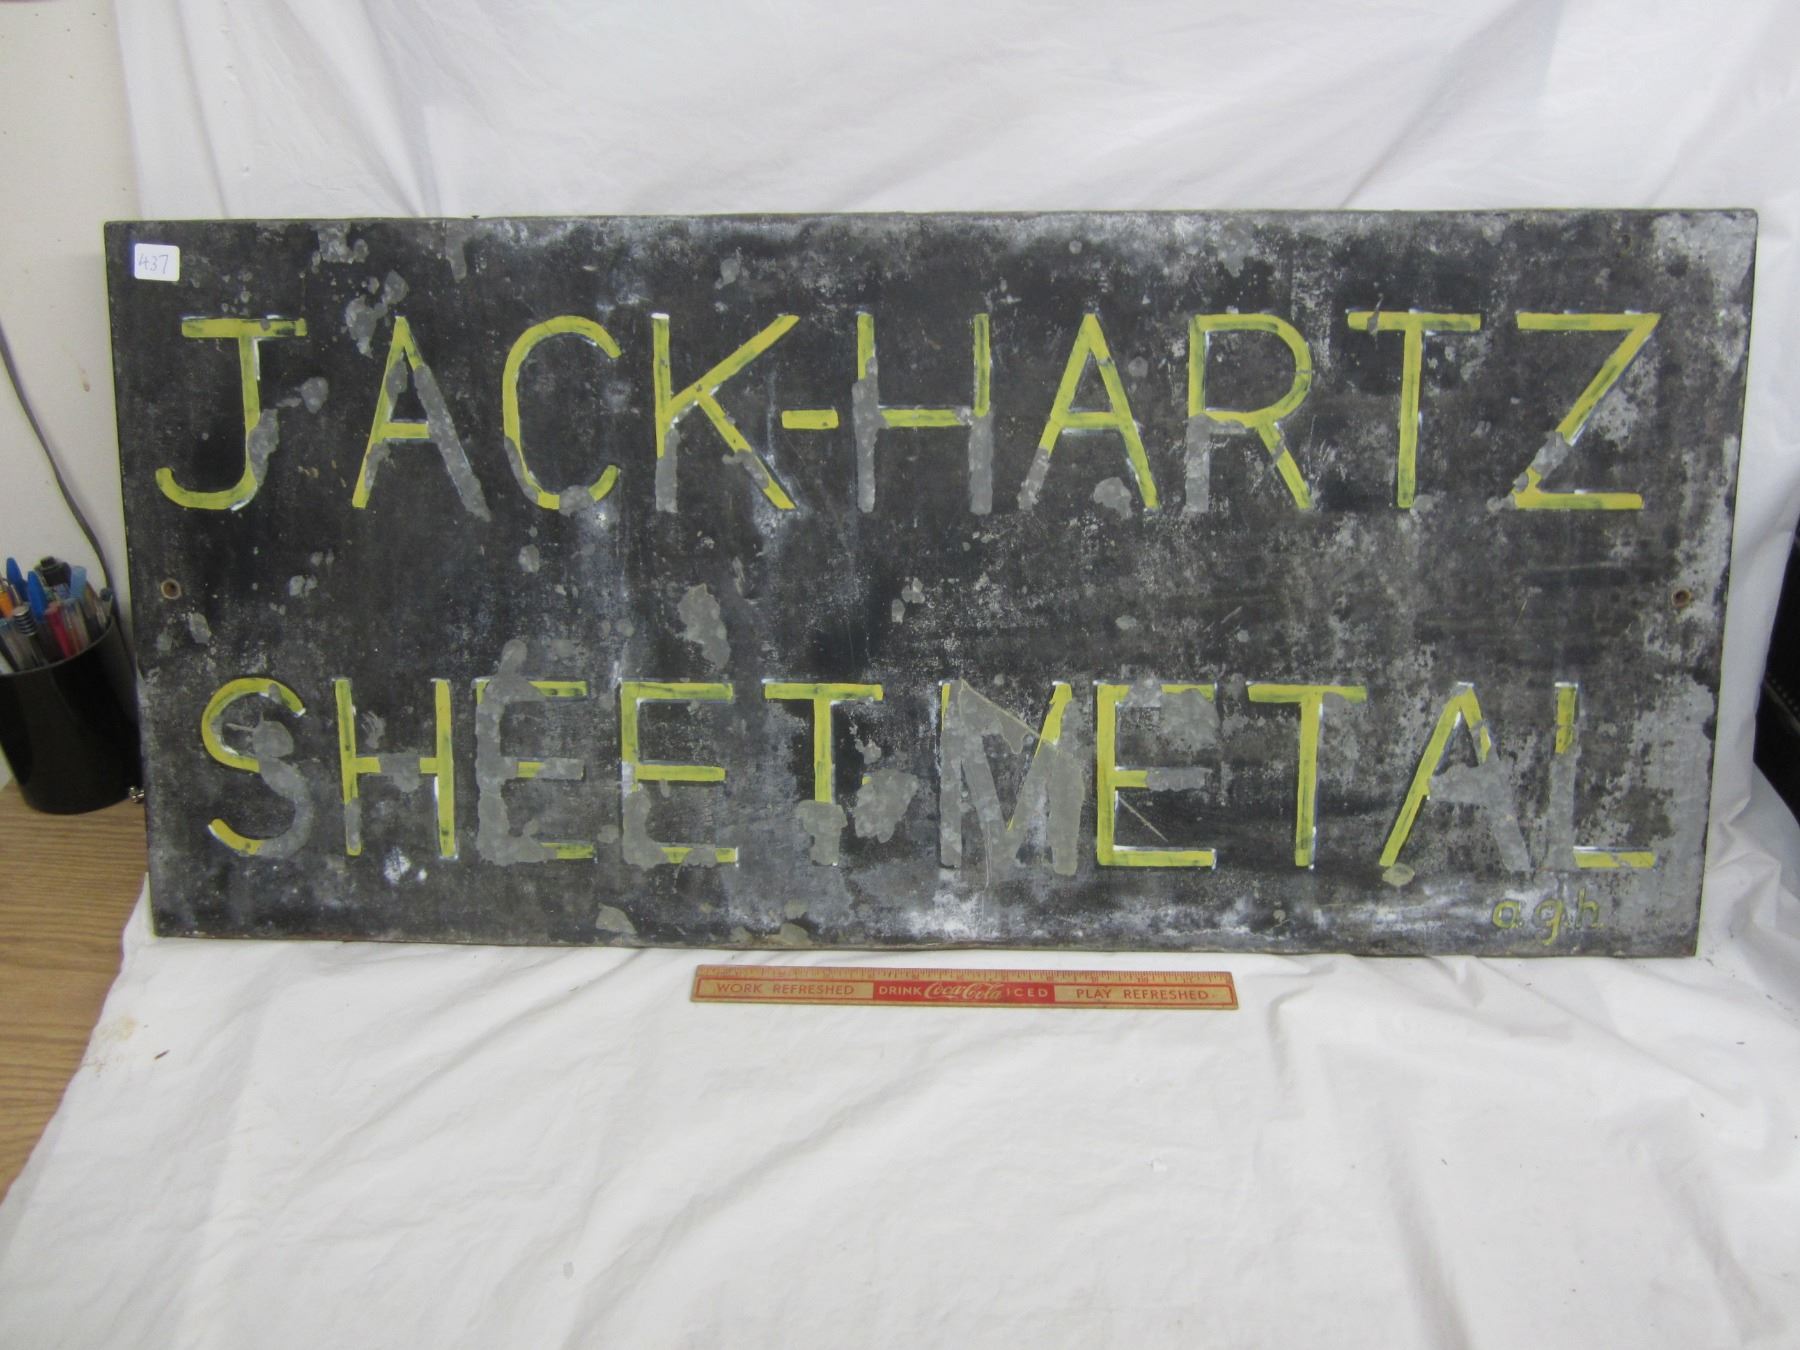 437
JACK-HARTZ
SHEET METAL
a.g.h.
WORK REFRESHED DRINK Coca-Cola ICED PLAY REFRESHED